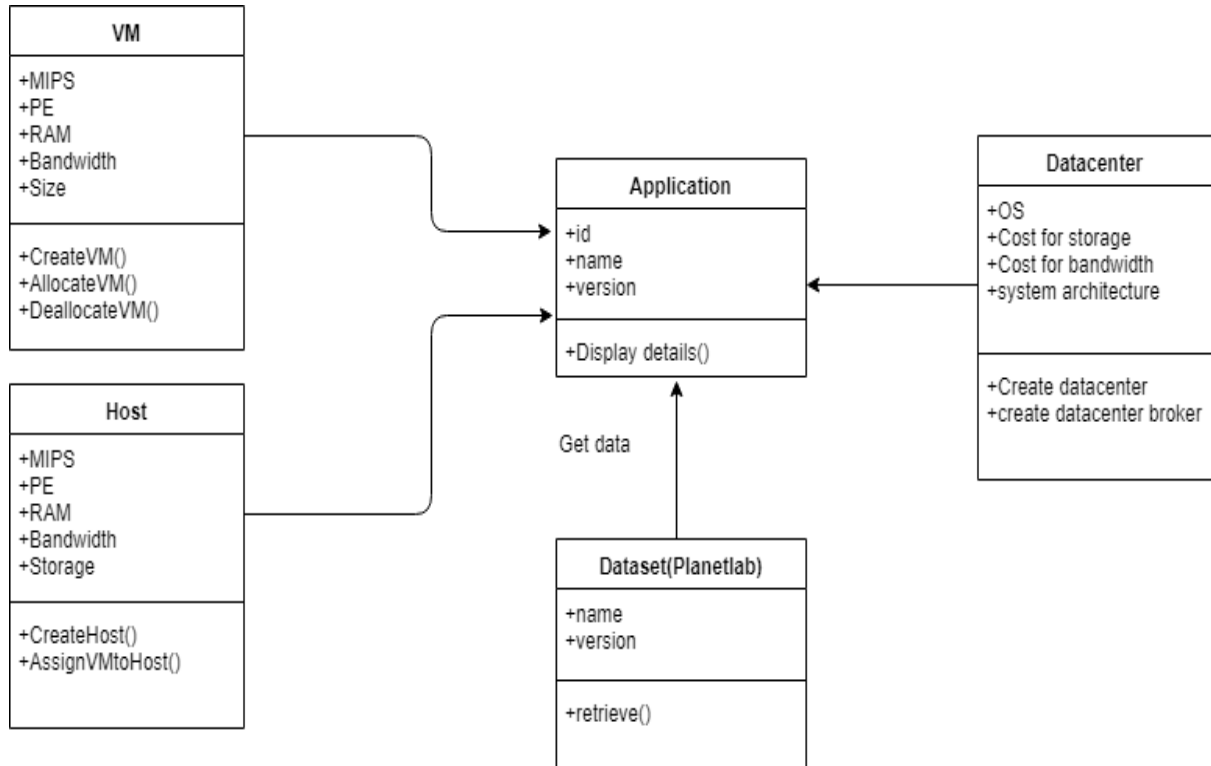 VM
+MIPS
+PE
+RAM
+Bandwidth
+Size
+CreateVM()
+AllocateVM()
+DeallocateVM()
Host
+MIPS
+PE
+RAM
+Bandwidth
+Storage
+CreateHost()
+AssignVMtoHost()
Application
+id
+name
+version
+Display details()
Get data
Dataset(Planetlab)
+name
+version
+retrieve()
Datacenter
+OS
+Cost for storage
+Cost for bandwidth
+system architecture
+Create datacenter
+create datacenter broker